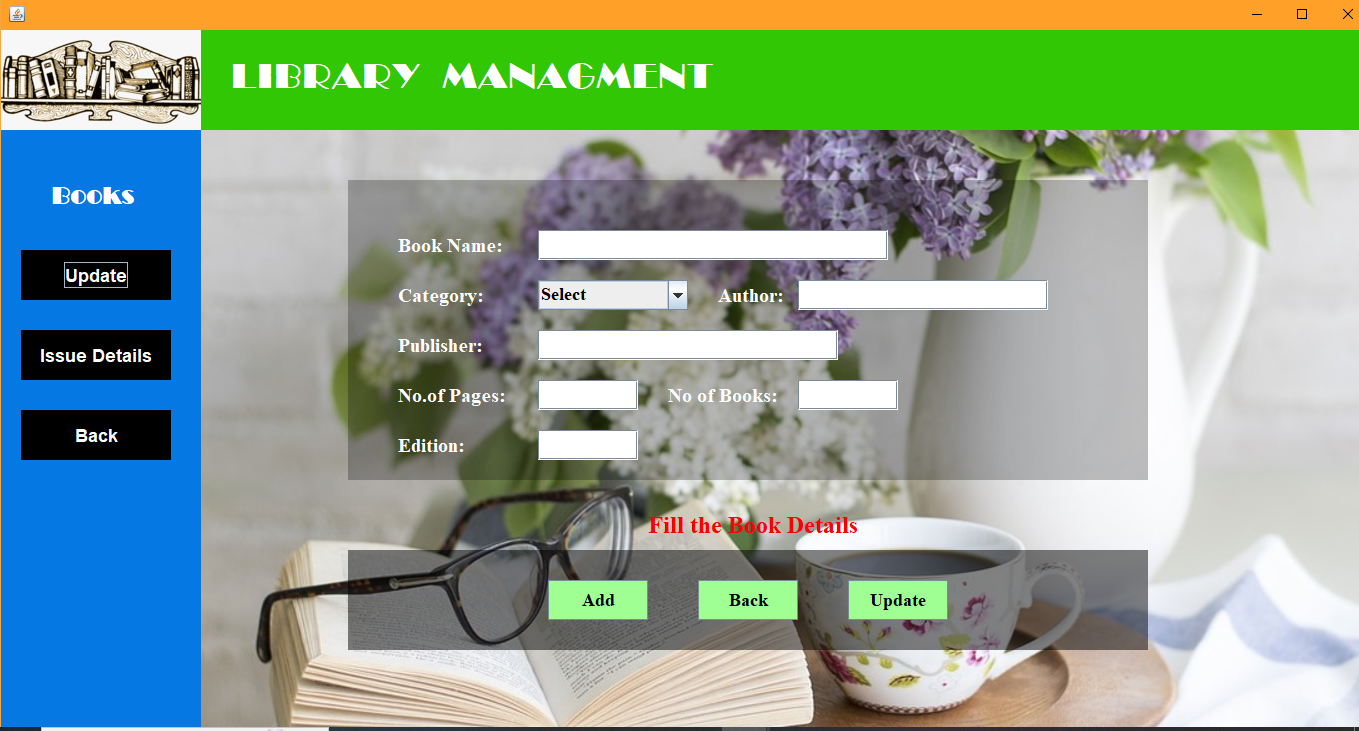 LIBRARY MANAGMENT
Books
Update
Issue Details
Back
Book Name:
Category: Select Author:
Publisher:
No.of Pages: No of Books:
Edition:
Fill the Book Details
Add Back Update